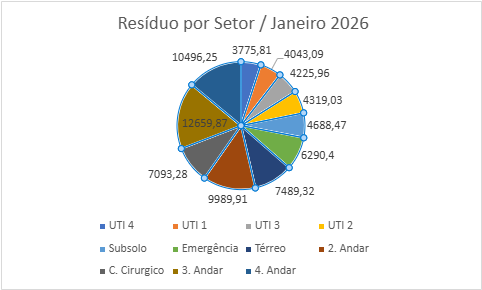 Resíduo por Setor / Janeiro 2026
10496,25
3775,81
4043,09
4225,96
4319,03
4688,47
6290,4
7489,32
9989,91
7093,28
12659,87
UTI 4 UTI 1 UTI 3 UTI 2
Subsolo Emergência Térreo 2. Andar
C. Cirurgico 3. Andar 4. Andar